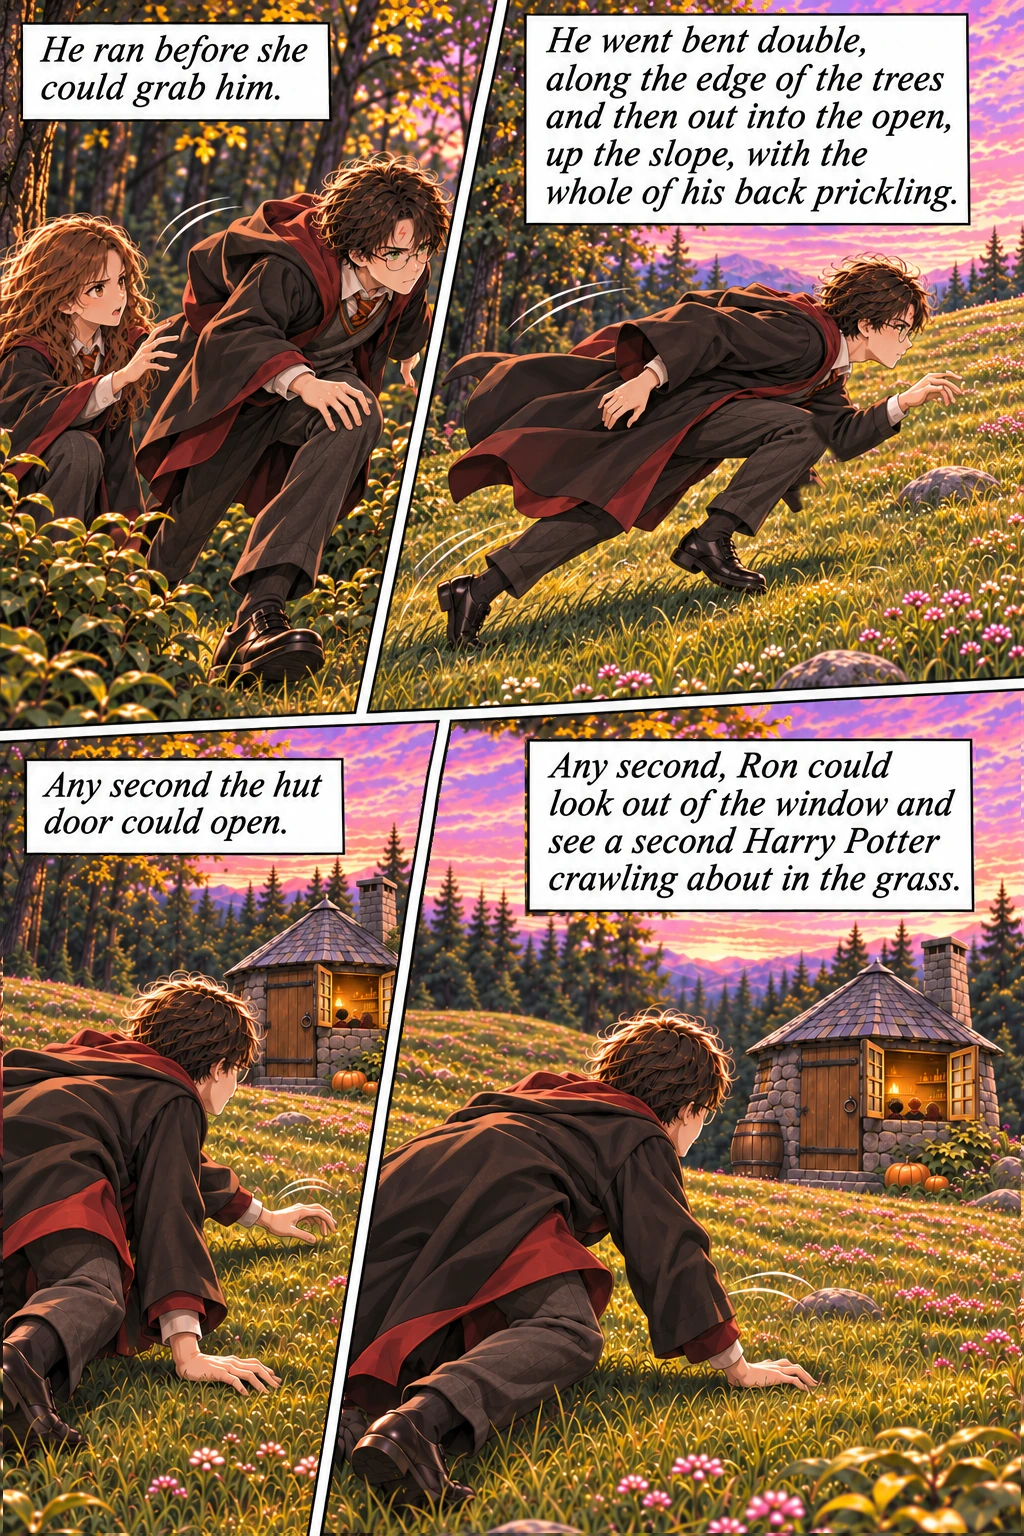 He ran before she
could grab him.
He went bent double,
along the edge of the trees
and then out into the open,
up the slope, with the
whole of his back prickling.
Any second the hut
door could open.
Any second, Ron could
look out of the window and
see a second Harry Potter
crawling about in the grass.